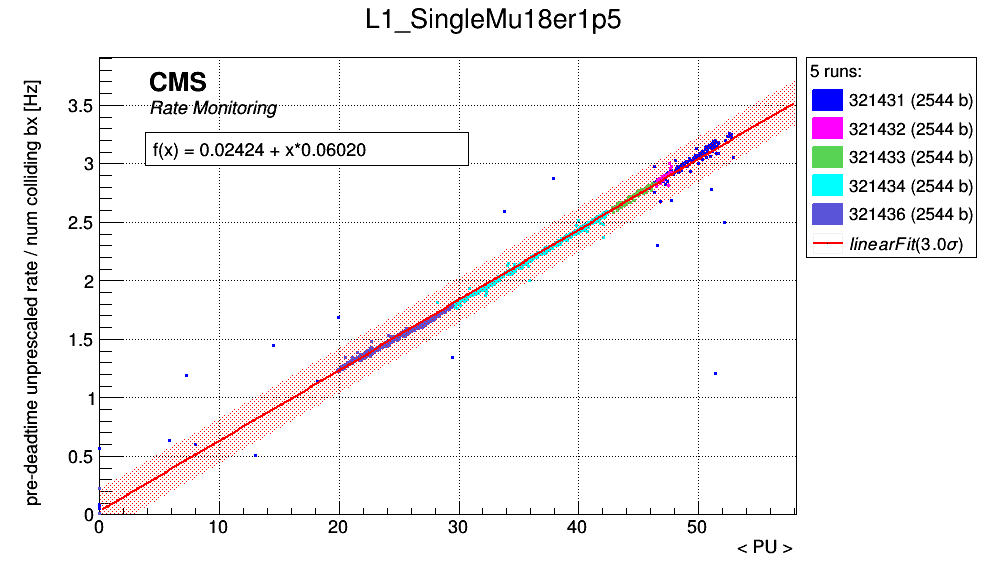 L1_SingleMu18er1p5
pre-deadtime unprescaled rate / num colliding bx [Hz]
CMS
Rate Monitoring
f(x) = 0.02424 + x*0.06020
3.5
3
2.5
2
1.5
1
0.5
0
0 10 20 30 40 50
< PU >
5 runs:
321431 (2544 b)
321432 (2544 b)
321433 (2544 b)
321434 (2544 b)
321436 (2544 b)
linearFit(3.0σ)